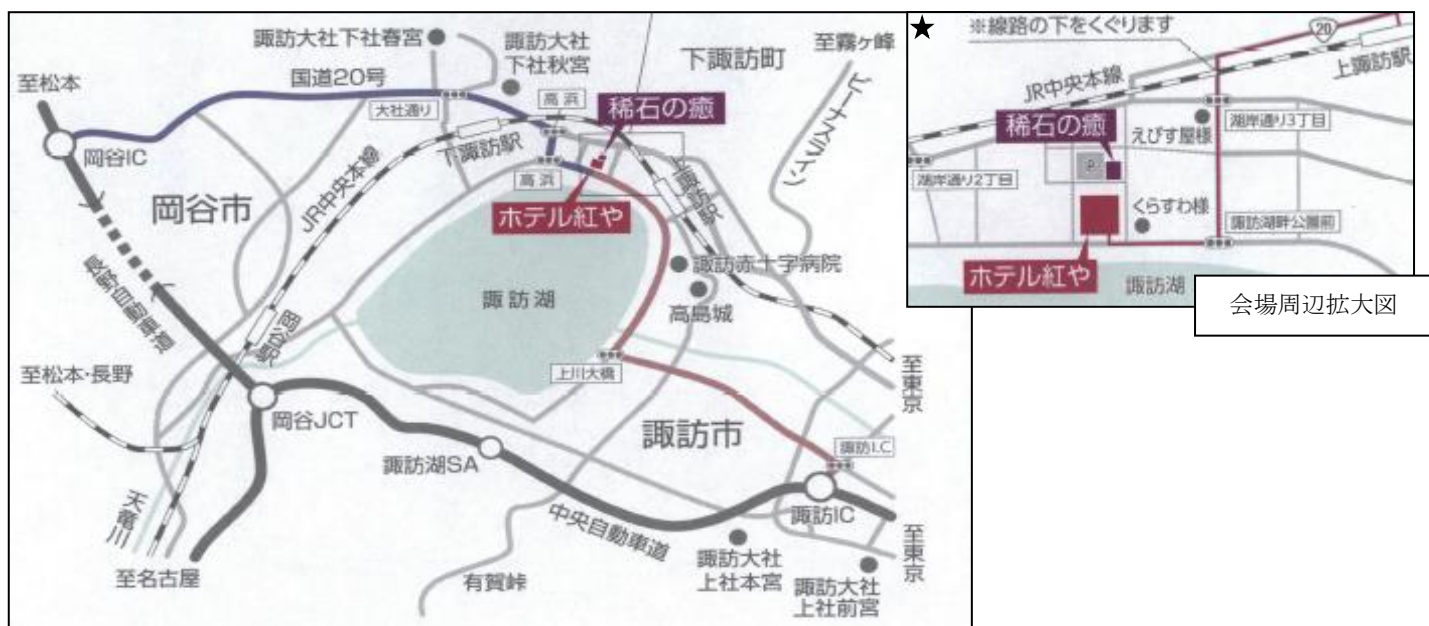 諏訪大社下社春宮
諏訪大社
下社秋宮
至霧ヶ峰
下諏訪町
国道20号
至松本
大社通り
高浜
稀石の癒
ビーナスライン
岡谷IC
下諏訪駅
JR中央本線
高浜
上諏訪駅
岡谷市
ホテル紅や
諏訪赤十字病院
長野自動車道
諏訪湖
高島城
岡谷駅
上川大橋
至松本・長野
至東京
岡谷JCT
諏訪市
諏訪I.C
諏訪湖SA
諏訪IC
天竜川
中央自動車道
至東京
至名古屋
有賀峠
諏訪大社
上社本宮
諏訪大社
上社前宮
★
※線路の下をくぐります
20
上諏訪駅
JR中央本線
稀石の癒
えびす屋様
湖岸通り3丁目
P
湖岸通り2丁目
くらすわ様
諏訪湖畔公園前
ホテル紅や
諏訪湖
会場周辺拡大図